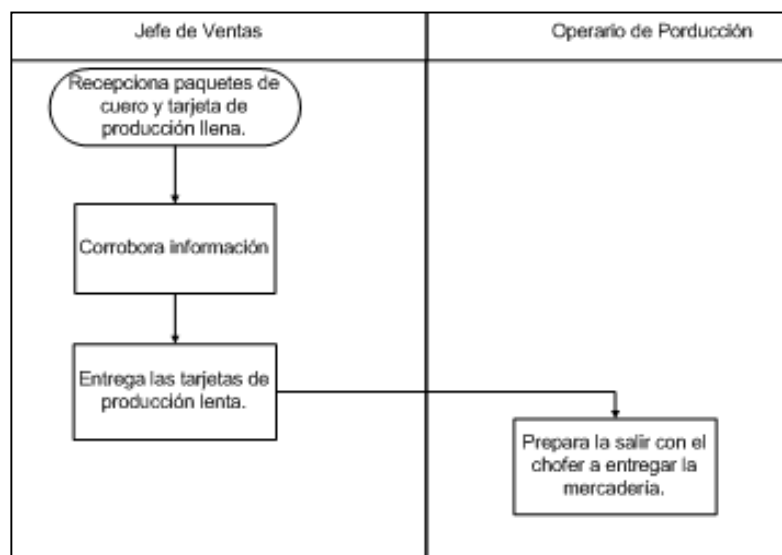 Jefe de Ventas
Operario de Porducción
Recepciona paquetes de
cuero y tarjeta de
producción llena.
Corrobora información
Entrega las tarjetas de
producción lenta.
Prepara la salir con el
chofer a entregar la
mercadería.